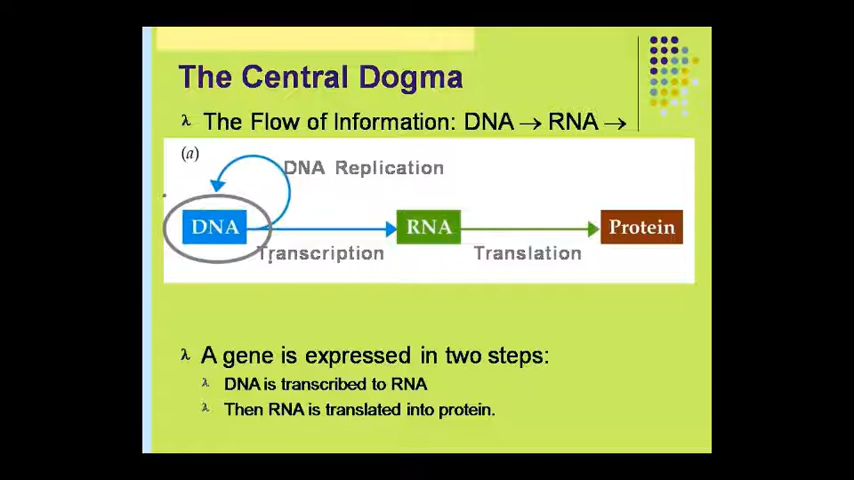 The Central Dogma
λ The Flow of Information: DNA → RNA →
(a)
DNA Replication
DNA
RNA
Protein
Transcription
Translation
λ A gene is expressed in two steps:
λ DNA is transcribed to RNA
λ Then RNA is translated into protein.